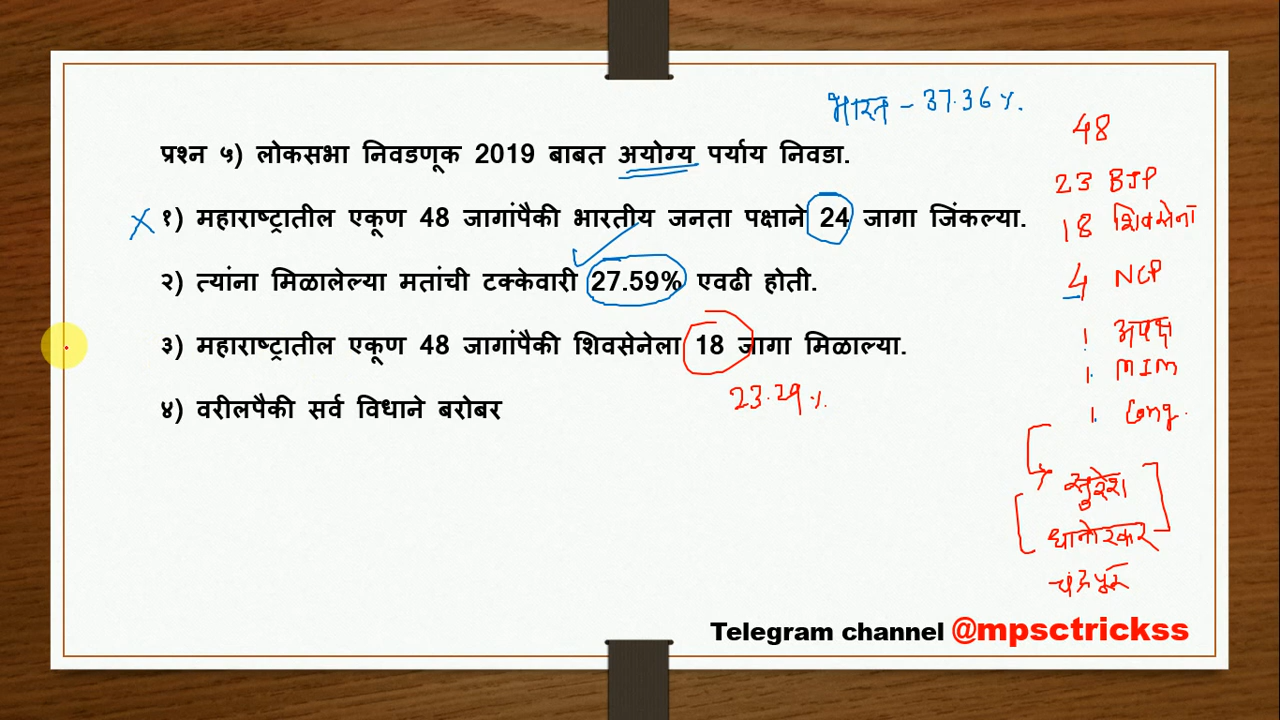 भारत - 37.36 %.
प्रश्न ५) लोकसभा निवडणूक 2019 बाबत अयोग्य पर्याय निवडा.
१) महाराष्ट्रातील एकूण 48 जागांपैकी भारतीय जनता पक्षाने 24 जागा जिंकल्या.
२) त्यांना मिळालेल्या मतांची टक्केवारी 27.59% एवढी होती.
३) महाराष्ट्रातील एकूण 48 जागांपैकी शिवसेनेला 18 जागा मिळाल्या.
23.29 %.
४) वरीलपैकी सर्व विधाने बरोबर
48
23 BJP
18 शिवसेना
4 NCP
1 अपक्ष
1 MIM
1 Cong.
सुरेश
धानोरकर
चंद्रपूर
Telegram channel @mpsctrickss